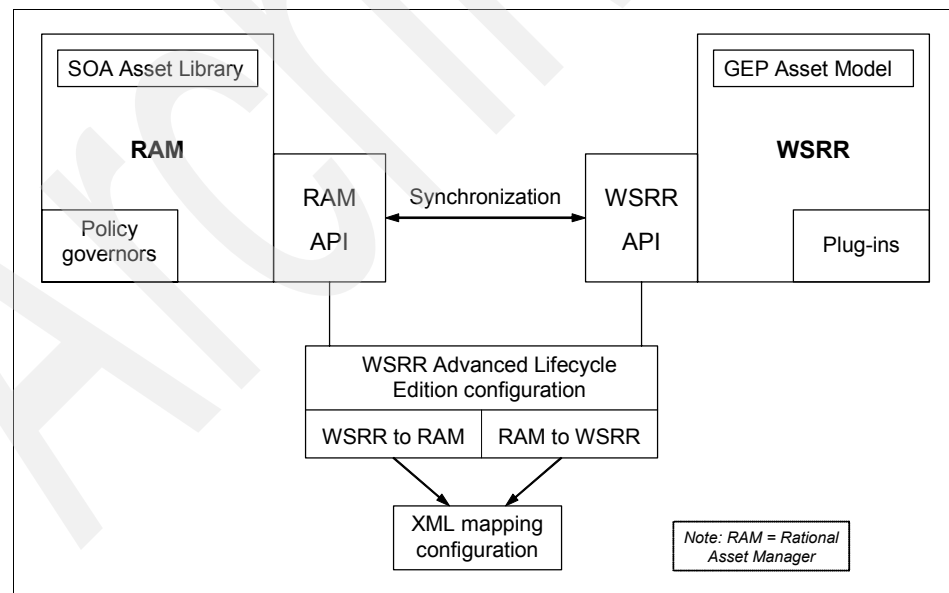 SOA Asset Library
RAM
Policy
governors
RAM
API
Synchronization
WSRR
API
GEP Asset Model
WSRR
Plug-ins
WSRR Advanced Lifecycle
Edition configuration
WSRR to RAM
RAM to WSRR
XML mapping
configuration
Note: RAM = Rational
Asset Manager